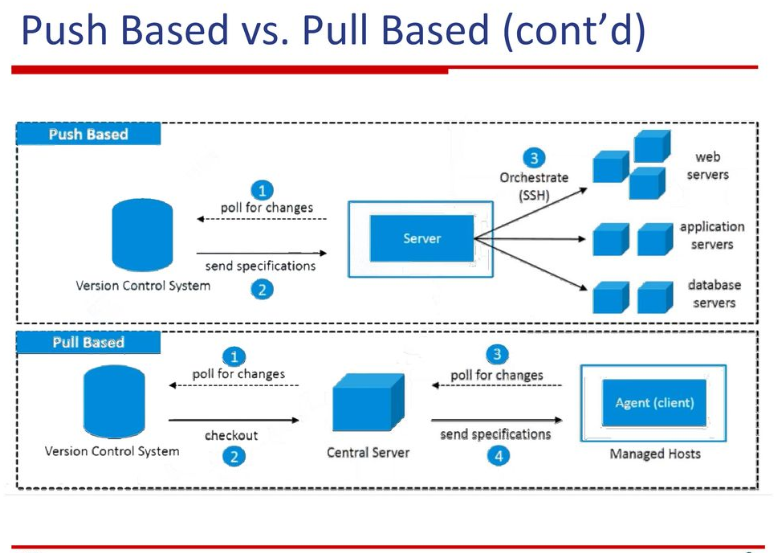 Push Based vs. Pull Based (cont’d)
Push Based
1
poll for changes
send specifications
2
Version Control System
Server
3
Orchestrate
(SSH)
web
servers
application
servers
database
servers
Pull Based
1
poll for changes
checkout
2
Version Control System
Central Server
3
poll for changes
send specifications
4
Agent (client)
Managed Hosts